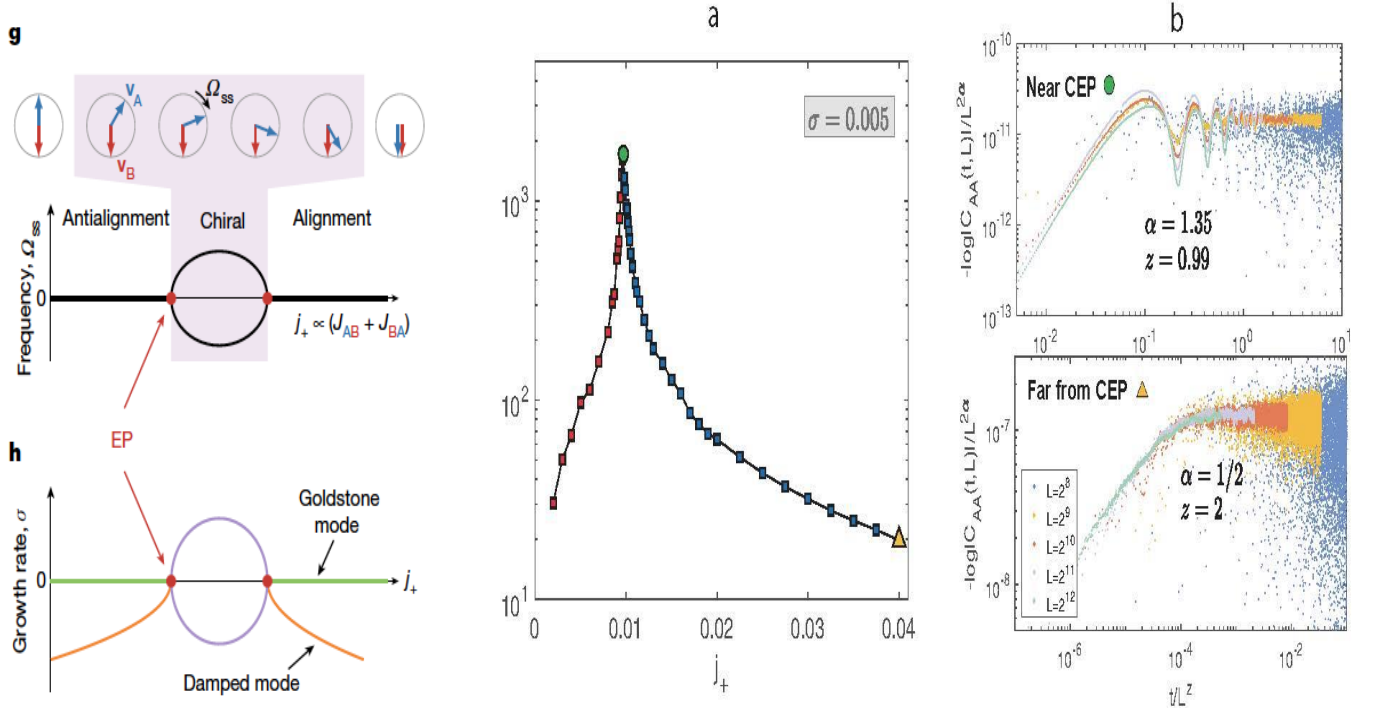 g
v_A
Ω_ss
v_B
Antialignment
Chiral
Alignment
Frequency, Ω_ss
0
j_+ ∝ (J_AB + J_BA)
EP
h
Growth rate, σ
Goldstone
mode
0
j_+
Damped mode
a
σ = 0.005
10^3
10^2
10^1
0
0.01
0.02
0.03
0.04
j_+
b
-log|C_AA(t,L)|/L^2α
10^-10
10^-11
10^-12
10^-13
Near CEP
α = 1.35
z = 0.99
10^-2
10^-1
10^0
10^1
-log|C_AA(t,L)|/L^2α
10^-7
10^-8
Far from CEP
α = 1/2
z = 2
L=2^8
L=2^9
L=2^10
L=2^11
L=2^12
10^-6
10^-4
10^-2
t/L^z